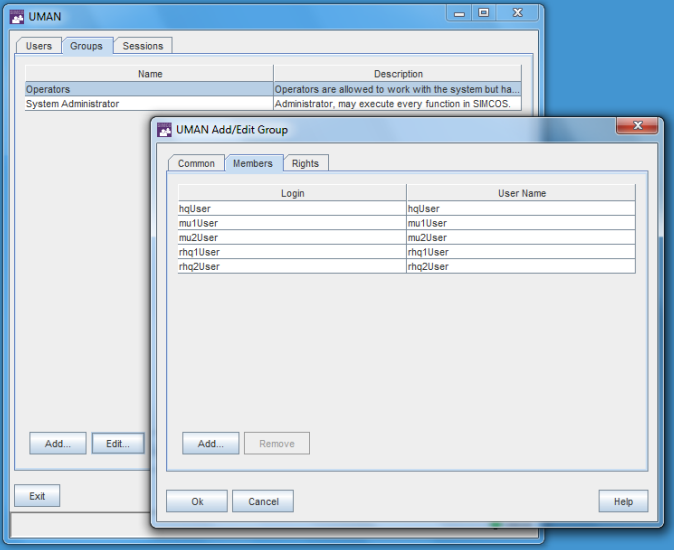 UMAN
Users Groups Sessions
Name Description
Operators Operators are allowed to work with the system but ha...
System Administrator Administrator, may execute every function in SIMCOS.
UMAN Add/Edit Group
Common Members Rights
Login User Name
hqUser hqUser
mu1User mu1User
mu2User mu2User
rhq1User rhq1User
rhq2User rhq2User
Add... Edit...
Add... Remove
Exit
Ok Cancel Help